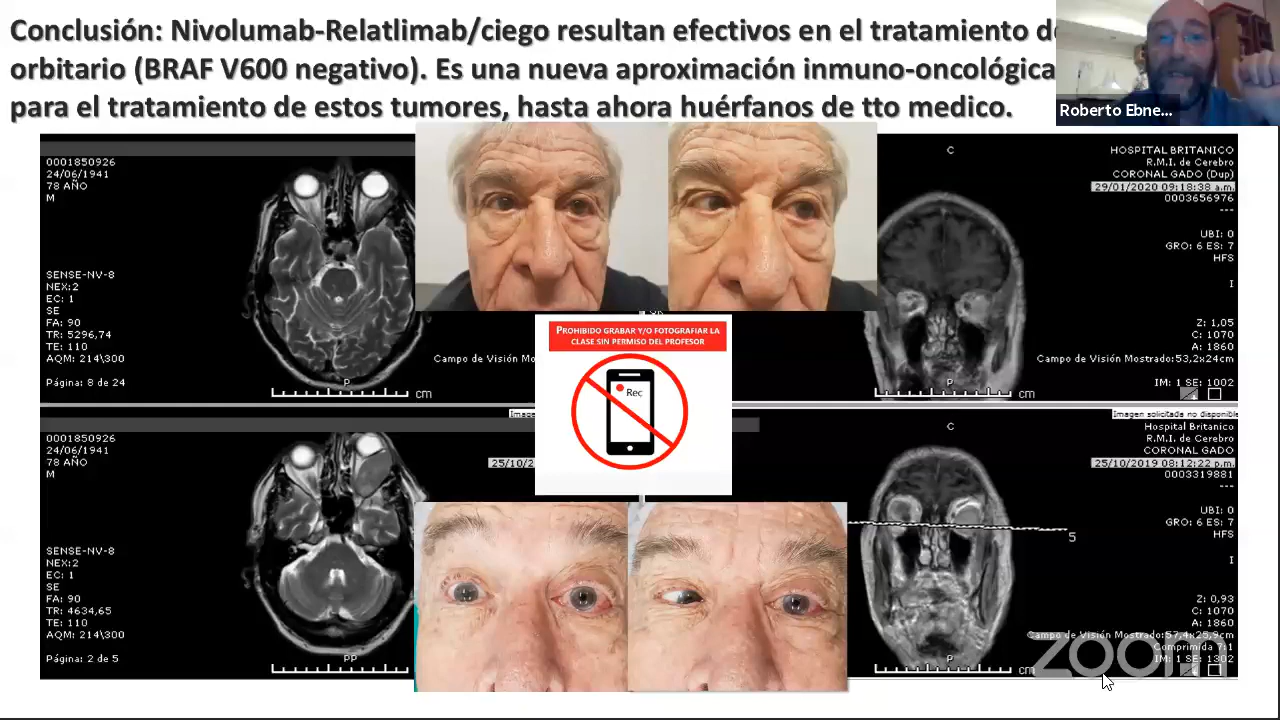 Conclusión: Nivolumab-Relatlimab/ciego resultan efectivos en el tratamiento
orbitario (BRAF V600 negativo). Es una nueva aproximación inmuno-oncológica
para el tratamiento de estos tumores, hasta ahora huérfanos de tto medico.
Roberto Ebne...
0001850926
24/06/1941
78 AÑO
M
SENSE-NV-8
NEX:2
EC: 1
SE
FA: 90
TR: 5296,74
TE: 110
AQM: 214\300
Página: 8 de 24
P
cm
Campo de Visión Mo
C
HOSPITAL BRITANICO
R.M.I. de Cerebro
CORONAL GADO (Dup)
29/01/2020 09:18:38 a.m.
0003656976
---
UBI: 0
GRO: 6 ES: 7
HFS
I
Z: 1,05
C: 1070
A: 1860
Campo de Visión Mostrado:53,2x24cm
IM: 1 SE: 1002
P
cm
PROHIBIDO GRABAR Y/O FOTOGRAFIAR LA
CLASE SIN PERMISO DEL PROFESOR
Rec
0001850926
24/06/1941
78 AÑO
M
25/10/2
SENSE-NV-8
NEX:2
EC: 1
SE
FA: 90
TR: 4634,65
TE: 110
AQM: 214\300
Página: 2 de 5
PP
cm
Imagen solicitada no disponible
C
Hospital Britanico
R.M.I. de Cerebro
CORONAL GADO
25/10/2019 08:12:22 p.m.
0003319881
---
UBI: 0
GRO: 6 ES: 7
HFS
5
I
Z: 0,93
C: 1070
A: 1860
Campo de Visión Mostrado:57,4x25,9cm
Comprimida 7:1
IM: 1 SE: 1302
P
cm
zoom